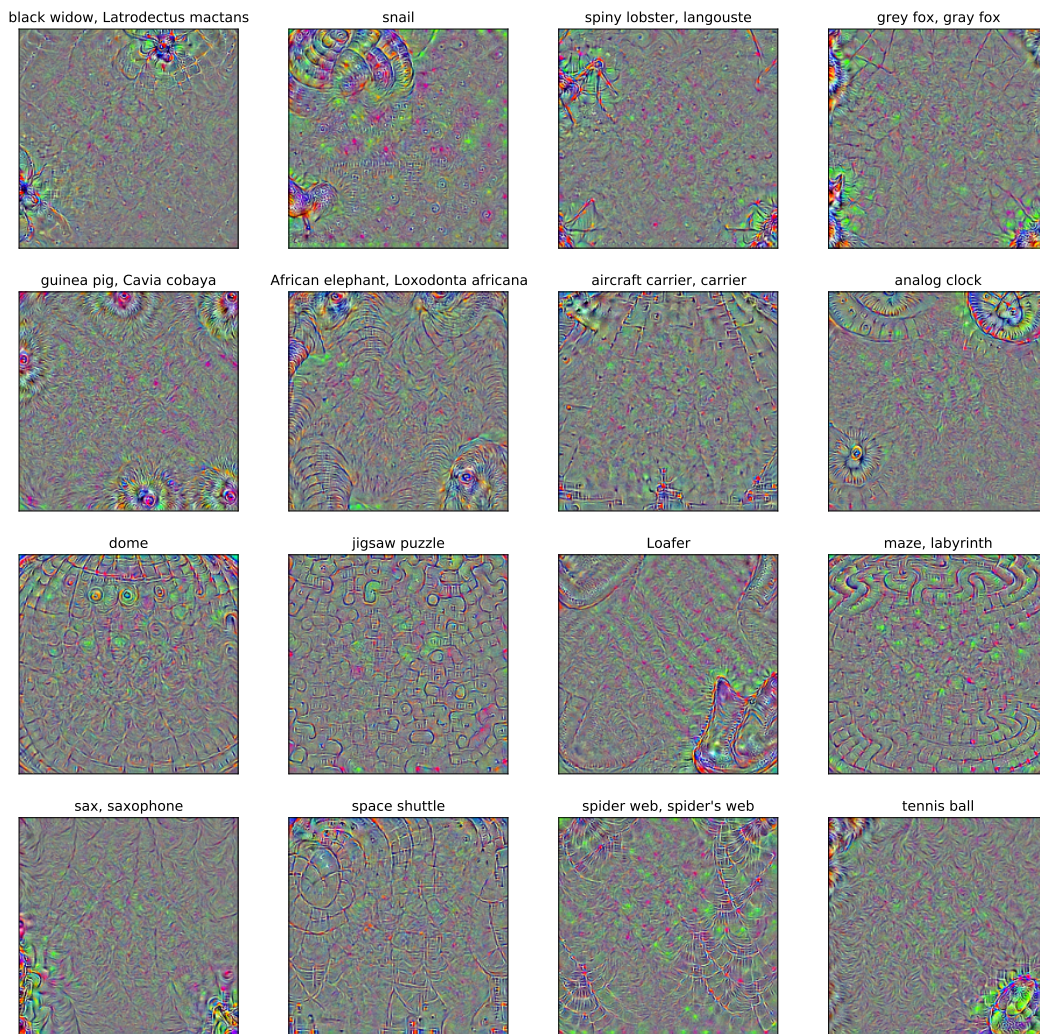 black widow, Latrodectus mactans
snail
spiny lobster, langouste
grey fox, gray fox
guinea pig, Cavia cobaya
African elephant, Loxodonta africana
aircraft carrier, carrier
analog clock
dome
jigsaw puzzle
Loafer
maze, labyrinth
sax, saxophone
space shuttle
spider web, spider's web
tennis ball